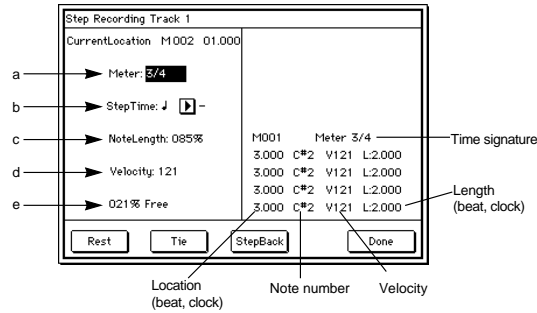 Step Recording Track 1
CurrentLocation M002 01.000
a
Meter: 3/4
b
StepTime: ♩ –
c
NoteLength: 085%
d
Velocity: 121
e
021% Free
M001 Meter 3/4
Time signature
3.000 C#2 V121 L:2.000
3.000 C#2 V121 L:2.000
3.000 C#2 V121 L:2.000
3.000 C#2 V121 L:2.000
Length
(beat, clock)
Rest Tie StepBack Done
Location
(beat, clock)
Note number
Velocity